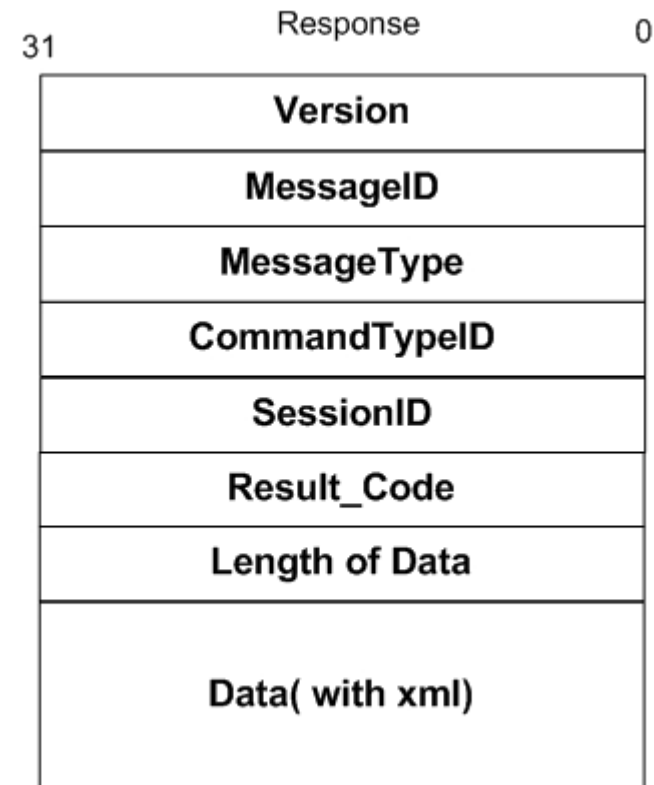 Response
31 0
Version
MessageID
MessageType
CommandTypeID
SessionID
Result_Code
Length of Data
Data( with xml)